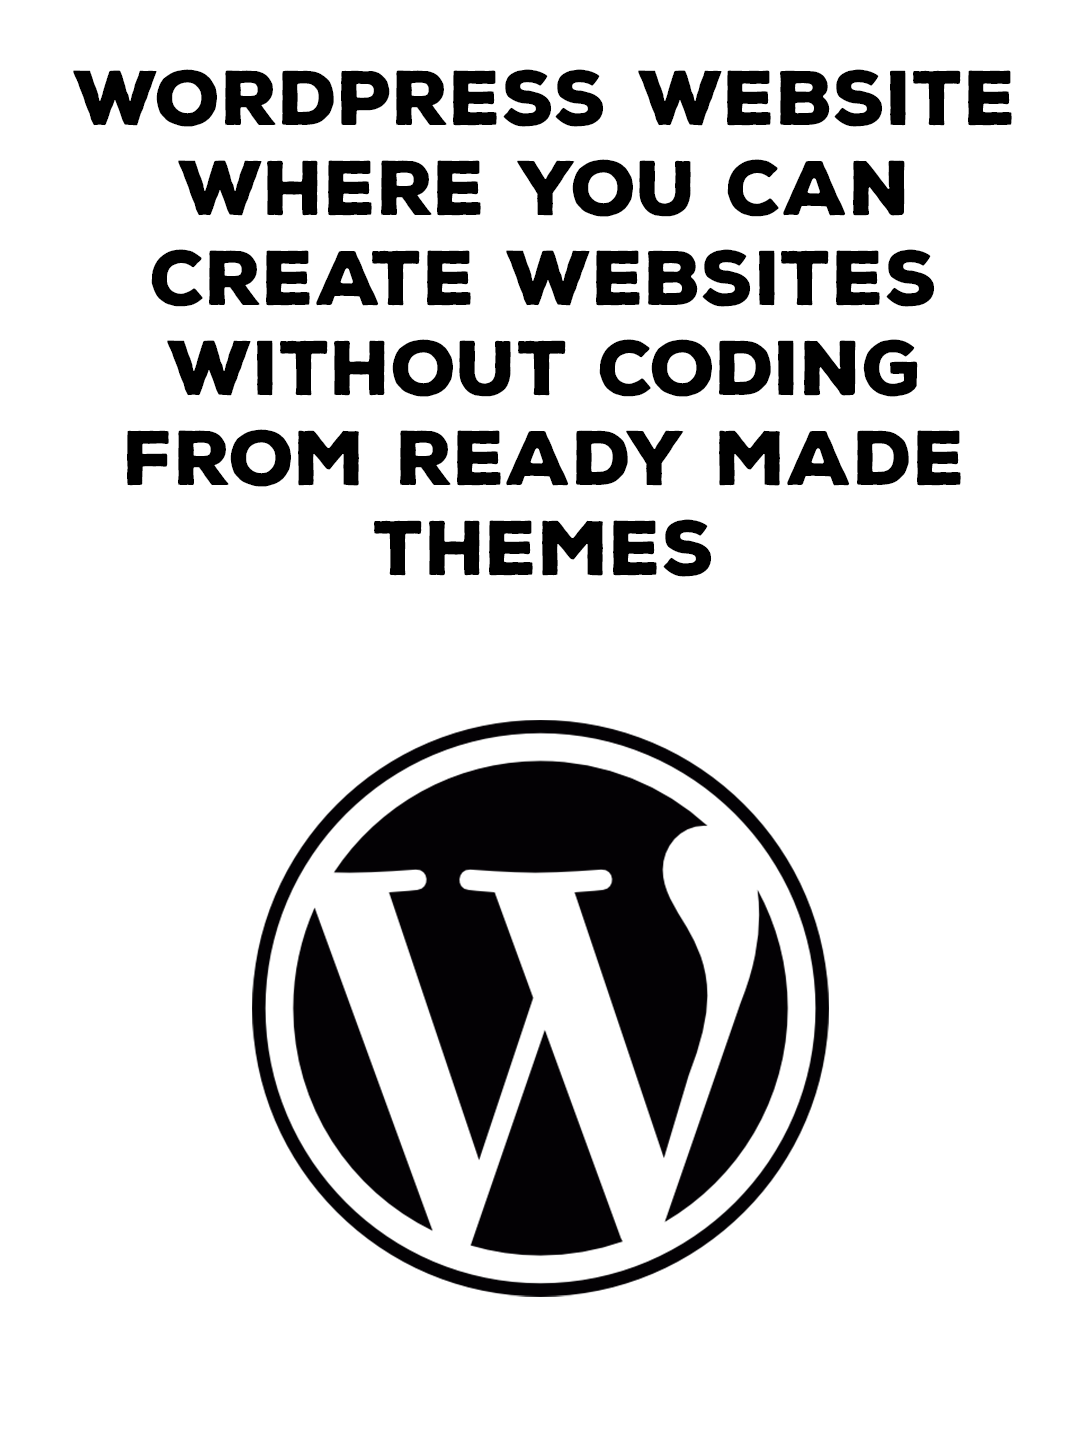 WORDPRESS WEBSITE
WHERE YOU CAN
CREATE WEBSITES
WITHOUT CODING
FROM READY MADE
THEMES
W